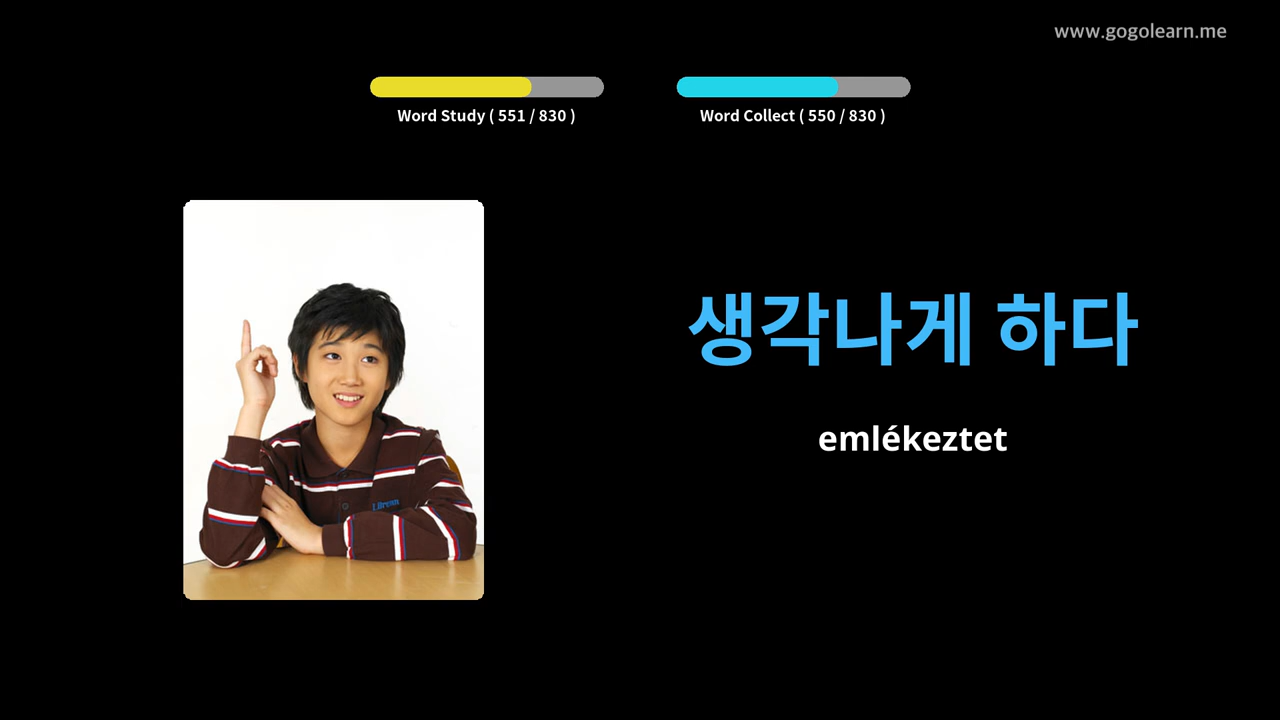 www.gogolearn.me
Word Study ( 551 / 830 )
Word Collect ( 550 / 830 )
생각나게 하다
emlékeztet